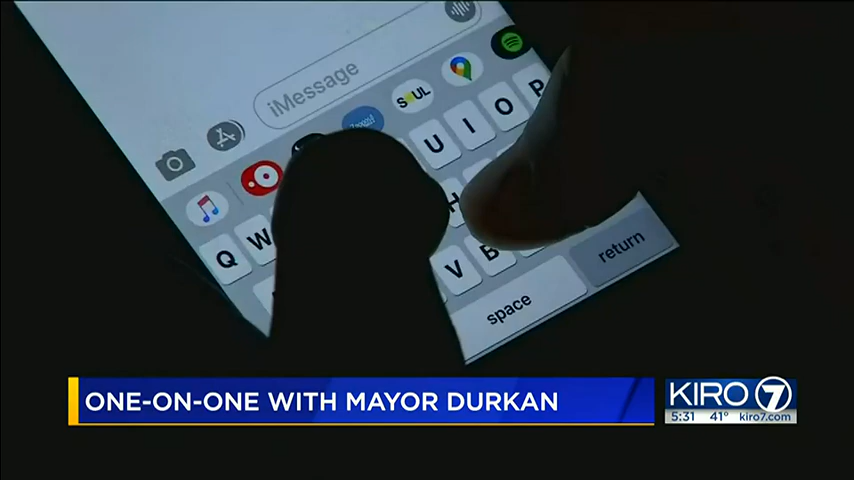 iMessage
SOUL
U I O P
Q W H
V B
space return
ONE-ON-ONE WITH MAYOR DURKAN
KIRO 7
5:31 41° kiro7.com